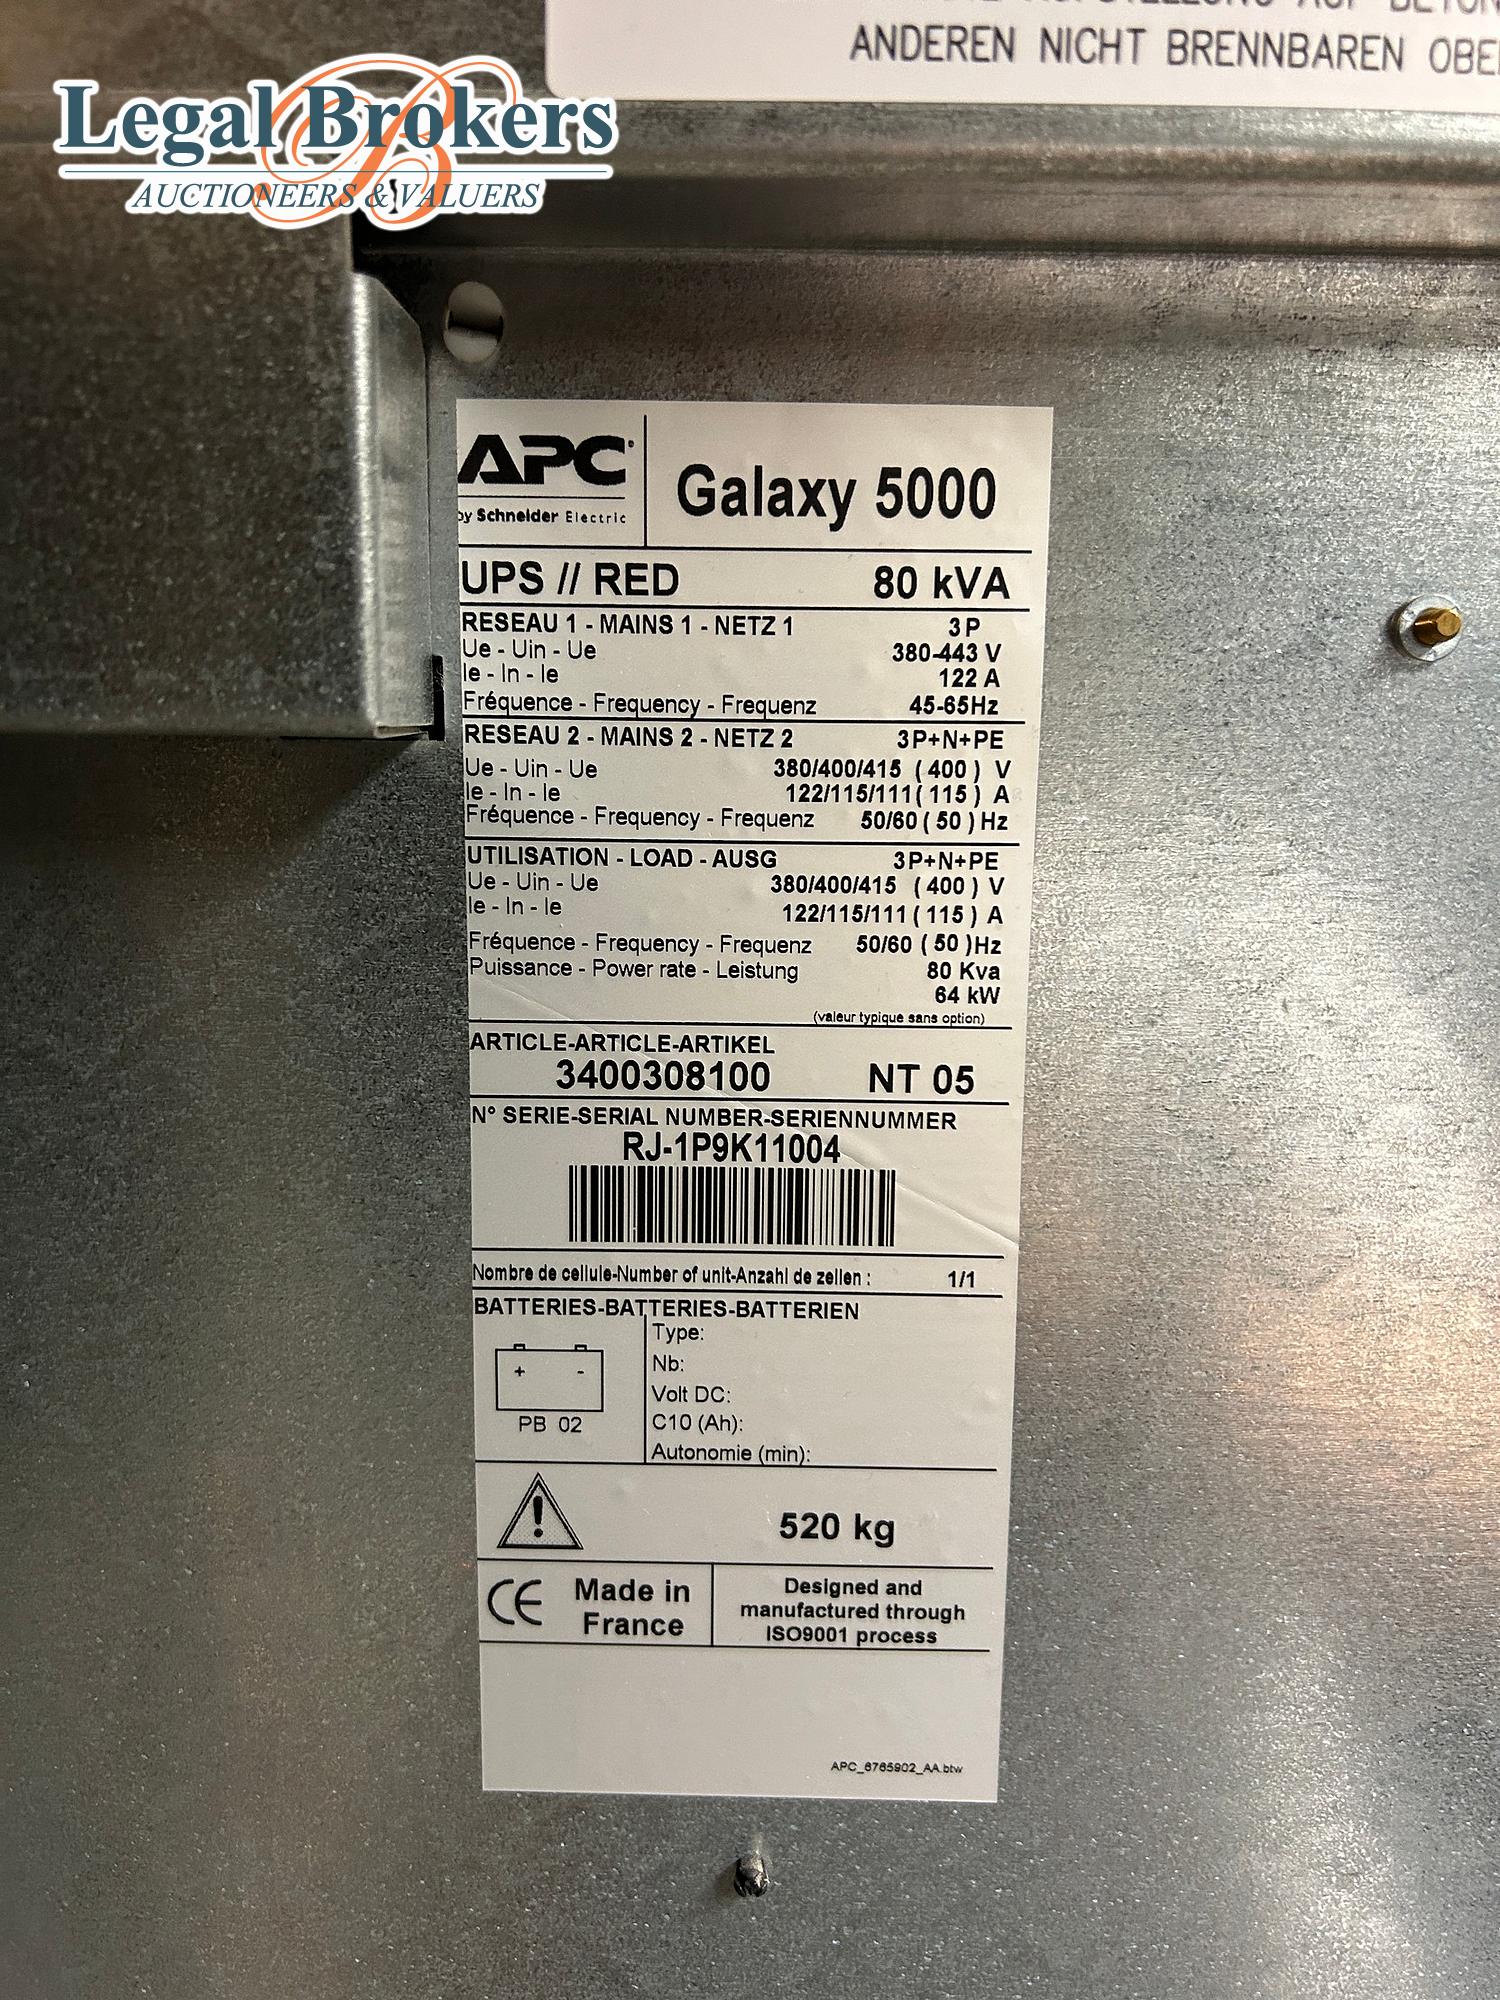 ANDEREN NICHT BRENNBAREN
Legal Brokers
AUCTIONEERS & VALUERS
APC
by Schneider Electric
Galaxy 5000
UPS // RED 80 kVA
RESEAU 1 - MAINS 1 - NETZ 1 3P
Ue - Uin - Ue 380-443 V
Ie - In - Ie 122 A
Fréquence - Frequency - Frequenz 45-65Hz
RESEAU 2 - MAINS 2 - NETZ 2 3P+N+PE
Ue - Uin - Ue 380/400/415 (400) V
Ie - In - Ie 122/115/111(115) A
Fréquence - Frequency - Frequenz 50/60 (50) Hz
UTILISATION - LOAD - AUSG 3P+N+PE
Ue - Uin - Ue 380/400/415 (400) V
Ie - In - Ie 122/115/111 (115) A
Fréquence - Frequency - Frequenz 50/60 (50)Hz
Puissance - Power rate - Leistung 80 Kva
64 kW
(valeur typique sans option)
ARTICLE-ARTICLE-ARTIKEL
3400308100 NT 05
N° SERIE-SERIAL NUMBER-SERIENNUMMER
RJ-1P9K11004
Nombre de cellule-Number of unit-Anzahl de zellen : 1/1
BATTERIES-BATTERIES-BATTERIEN
Type:
Nb:
Volt DC:
C10 (Ah):
Autonomie (min):
+ -
PB 02
520 kg
CE Made in
France
Designed and
manufactured through
ISO9001 process
APC_6765902_AA.btw